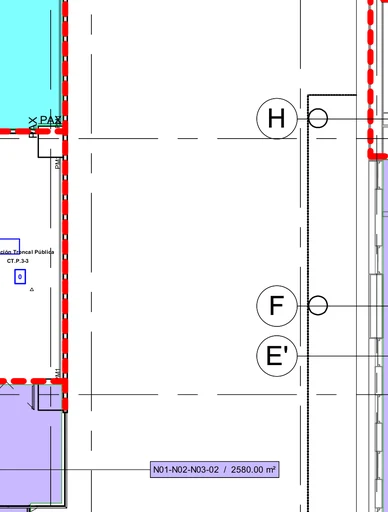 PAX
PAX
H
ción Troncal Pública
CT.P.3-3
0
F
E'
N01-N02-N03-02 / 2580.00 m²